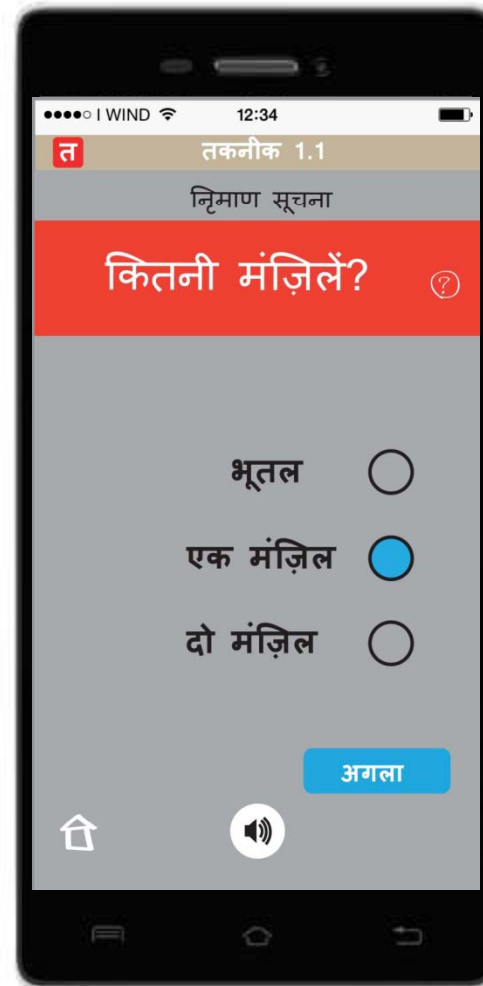 ●●●●○ I WIND 12:34
त तकनीक 1.1
निृमाण सूचना
कितनी मंज़िलें? ?
भूतल
एक मंज़िल
दो मंज़िल
अगला